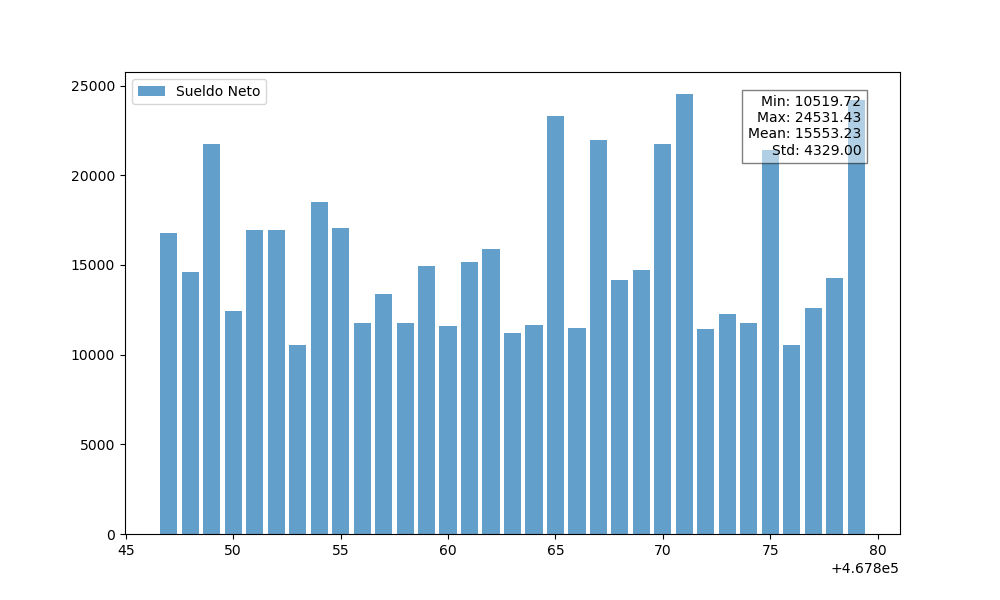 Sueldo Neto
Min: 10519.72
Max: 24531.43
Mean: 15553.23
Std: 4329.00
25000
20000
15000
10000
5000
0
45 50 55 60 65 70 75 80
+4.678e5